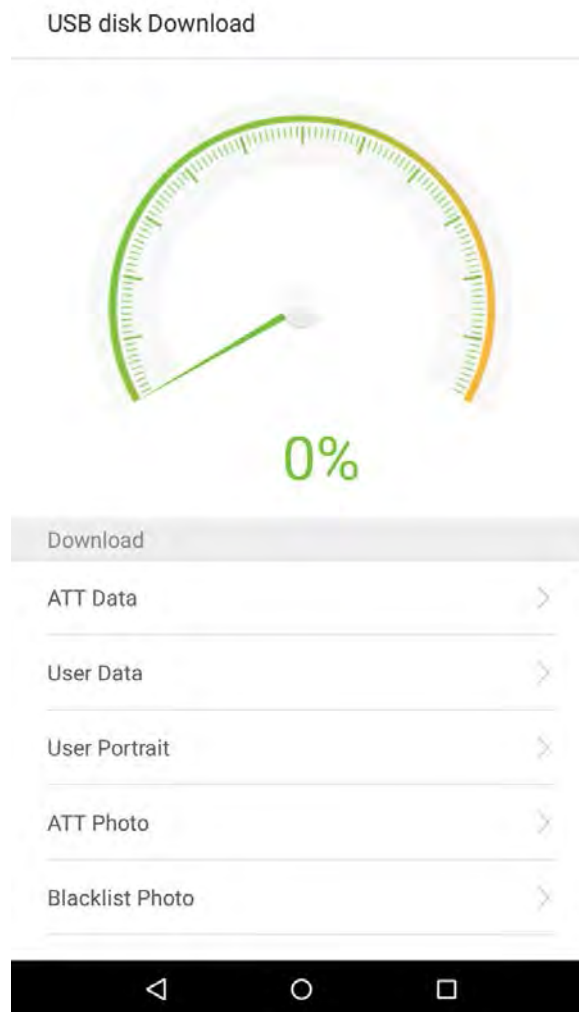 USB disk Download
0%
Download
ATT Data
User Data
User Portrait
ATT Photo
Blacklist Photo